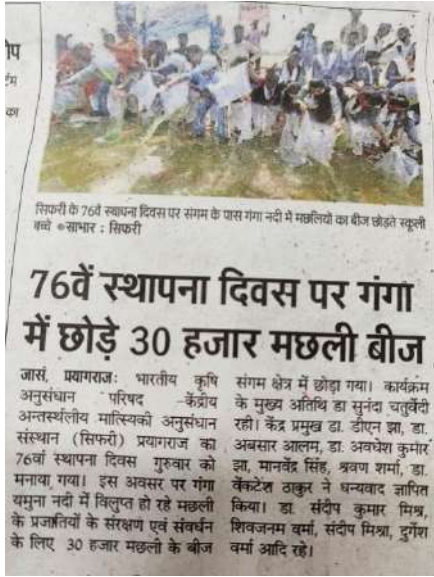 ोप
र्टम
का
सिफरी के 76वें स्थापना दिवस पर संगम के पास गंगा नदी में मछलियों का बीज छोड़ते स्कूली
बच्चे ● साभार : सिफरी
76वें स्थापना दिवस पर गंगा
में छोड़े 30 हजार मछली बीज
जासं, प्रयागराज: भारतीय कृषि
अनुसंधान परिषद -केंद्रीय
अन्तर्स्थलीय मात्स्यिकी अनुसंधान
संस्थान (सिफरी) प्रयागराज का
76वां स्थापना दिवस गुरुवार को
मनाया गया। इस अवसर पर गंगा
यमुना नदी में विलुप्त हो रहे मछली
के प्रजातियों के संरक्षण एवं संवर्धन
के लिए 30 हजार मछली के बीज
संगम क्षेत्र में छोड़ा गया। कार्यक्रम
के मुख्य अतिथि डा सुनंदा चतुर्वेदी
रही। केंद्र प्रमुख डा. डीएन झा, डा.
अबसार आलम, डा. अवधेश कुमार
झा, मानवेंद्र सिंह, श्रवण शर्मा, डा.
वेंकटेश ठाकुर ने धन्यवाद ज्ञापित
किया। डा. संदीप कुमार मिश्र,
शिवजनम वर्मा, संदीप मिश्रा, दुर्गेश
वर्मा आदि रहे।